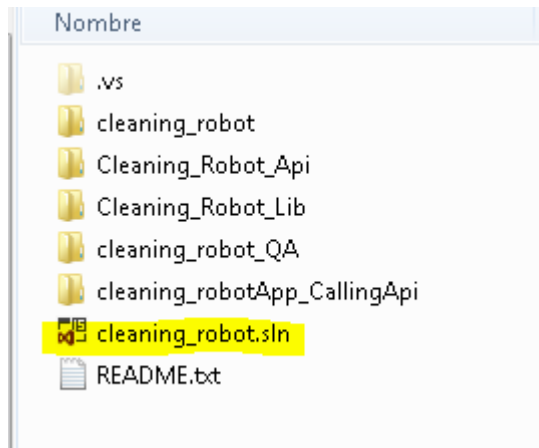 Nombre
.vs
cleaning_robot
Cleaning_Robot_Api
Cleaning_Robot_Lib
cleaning_robot_QA
cleaning_robotApp_CallingApi
cleaning_robot.sln
README.txt